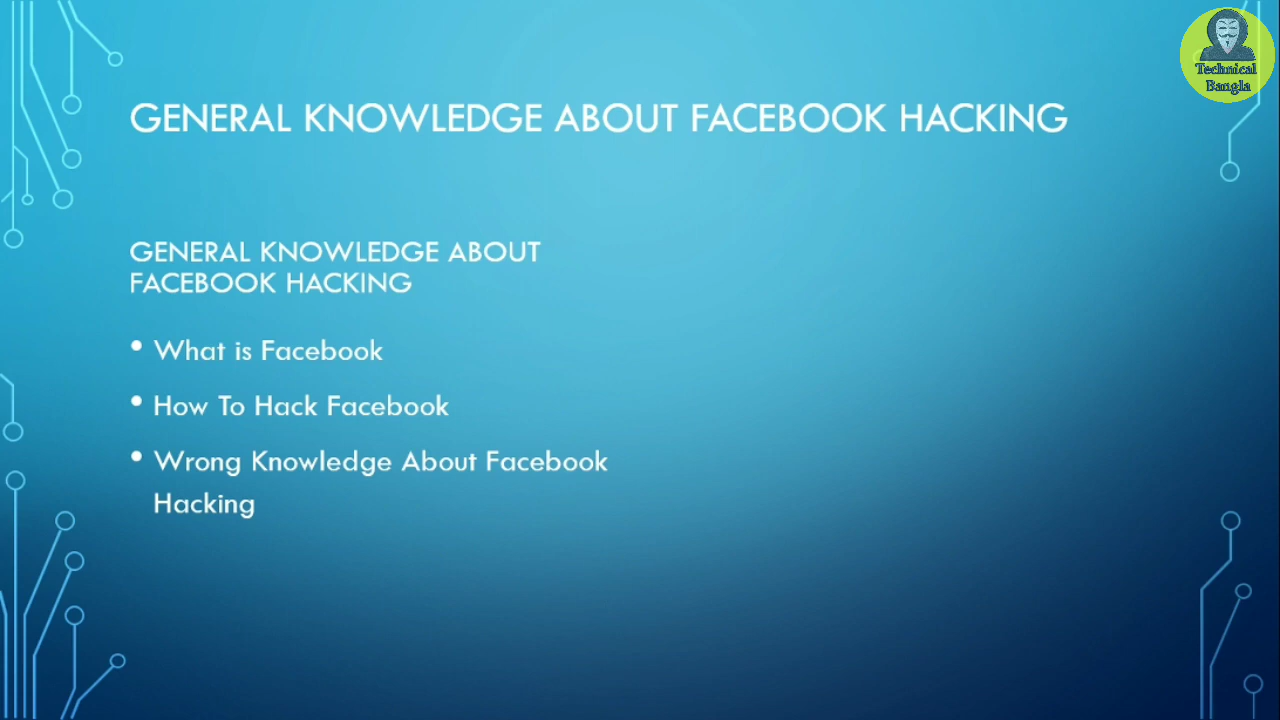 Technical
Bangla
GENERAL KNOWLEDGE ABOUT FACEBOOK HACKING
GENERAL KNOWLEDGE ABOUT
FACEBOOK HACKING
• What is Facebook
• How To Hack Facebook
• Wrong Knowledge About Facebook
Hacking